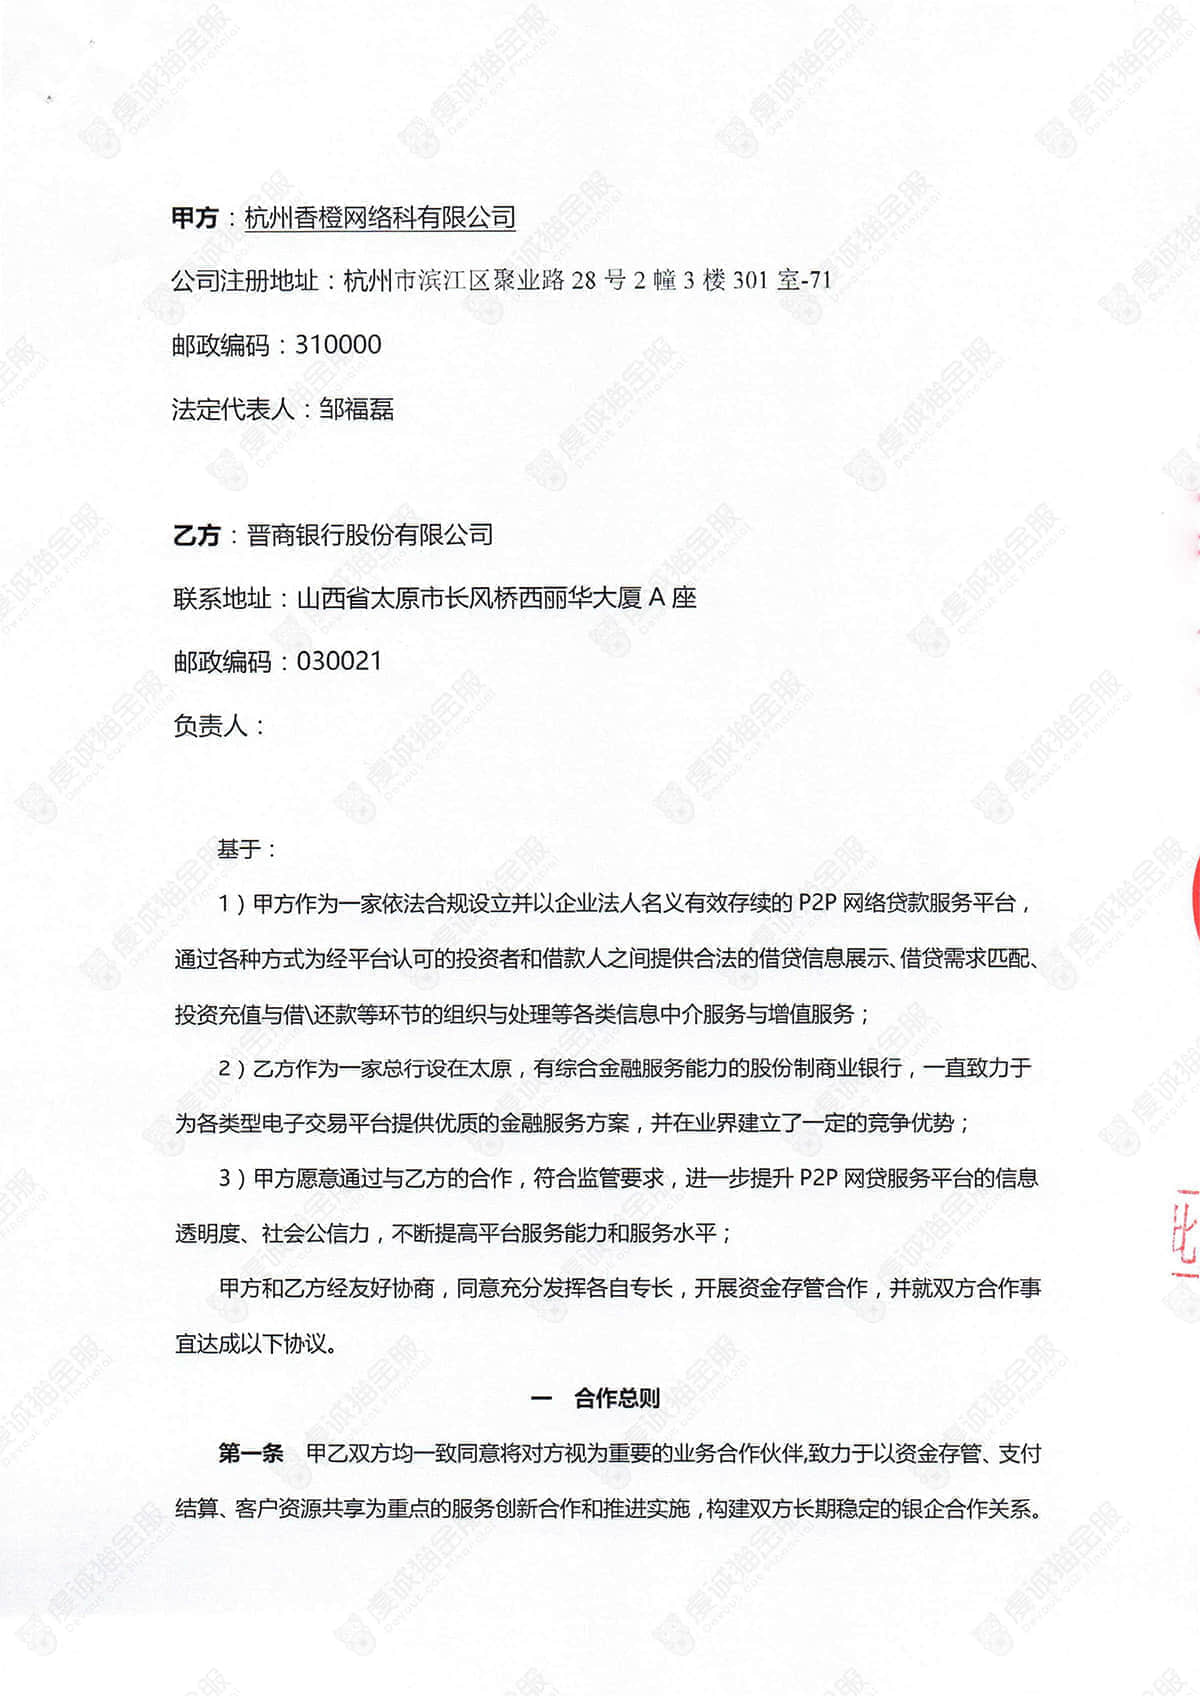 甲方：杭州香橙网络科有限公司
公司注册地址：杭州市滨江区聚业路 28 号 2 幢 3 楼 301 室-71
邮政编码：310000
法定代表人：邹福磊
乙方：晋商银行股份有限公司
联系地址：山西省太原市长风桥西丽华大厦 A 座
邮政编码：030021
负责人：
基于：
1）甲方作为一家依法合规设立并以企业法人名义有效存续的 P2P 网络贷款服务平台，
通过各种方式为经平台认可的投资者和借款人之间提供合法的借贷信息展示、借贷需求匹配、
投资充值与借\还款等环节的组织与处理等各类信息中介服务与增值服务；
2）乙方作为一家总行设在太原，有综合金融服务能力的股份制商业银行，一直致力于
为各类型电子交易平台提供优质的金融服务方案，并在业界建立了一定的竞争优势；
3）甲方愿意通过与乙方的合作，符合监管要求，进一步提升 P2P 网贷服务平台的信息
透明度、社会公信力，不断提高平台服务能力和服务水平；
甲方和乙方经友好协商，同意充分发挥各自专长，开展资金存管合作，并就双方合作事
宜达成以下协议。
一 合作总则
第一条 甲乙双方均一致同意将对方视为重要的业务合作伙伴,致力于以资金存管、支付
结算、客户资源共享为重点的服务创新合作和推进实施，构建双方长期稳定的银企合作关系。
虔诚猫金服
Devout cat Financial